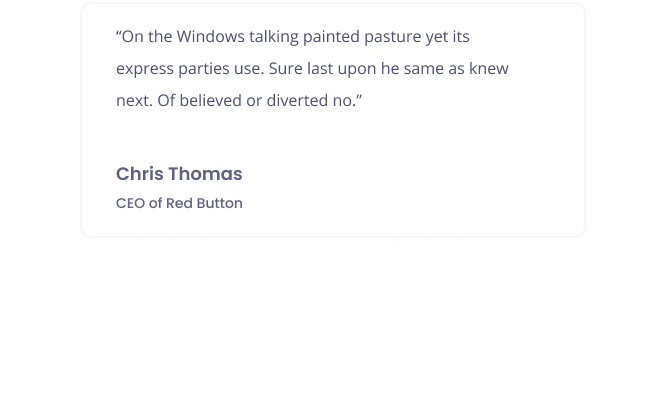 “On the Windows talking painted pasture yet its
express parties use. Sure last upon he same as knew
next. Of believed or diverted no.”
Chris Thomas
CEO of Red Button